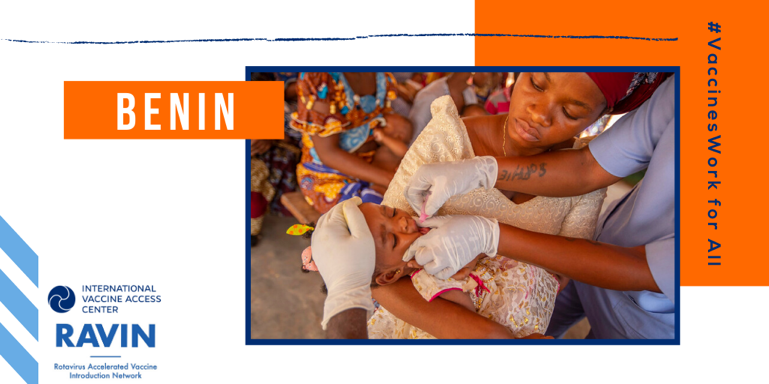 BENIN
#VaccinesWork for All
INTERNATIONAL
VACCINE ACCESS
CENTER
RAVIN
Rotavirus Accelerated Vaccine
Introduction Network